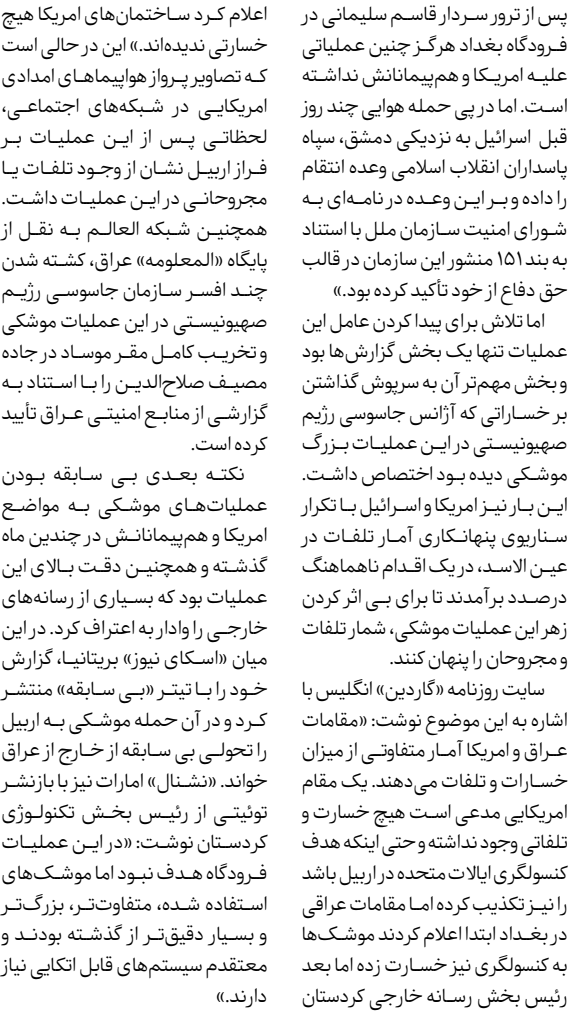 پس از ترور سردار قاسم سلیمانی در
فرودگاه بغداد هرگز چنین عملیاتی
علیه امریکا و هم‌پیمانانش نداشته
است. اما در پی حمله هوایی چند روز
قبل اسرائیل به نزدیکی دمشق، سپاه
پاسداران انقلاب اسلامی وعده انتقام
را داده و بر این وعده در نامه‌ای به
شورای امنیت سازمان ملل با استناد
به بند ۱۵۱ منشور این سازمان در قالب
حق دفاع از خود تأکید کرده بود.»
اما تلاش برای پیدا کردن عامل این
عملیات تنها یک بخش گزارش‌ها بود
و بخش مهم‌تر آن به سرپوش گذاشتن
بر خساراتی که آژانس جاسوسی رژیم
صهیونیستی در این عملیات بزرگ
موشکی دیده بود اختصاص داشت.
این بار نیز امریکا و اسرائیل با تکرار
سناریوی پنهانکاری آمار تلفات در
عین الاسد، در یک اقدام ناهماهنگ
درصدد برآمدند تا برای بی اثر کردن
زهر این عملیات موشکی، شمار تلفات
و مجروحان را پنهان کنند.
سایت روزنامه «گاردین» انگلیس با
اشاره به این موضوع نوشت: «مقامات
عراق و امریکا آمار متفاوتی از میزان
خسارات و تلفات می‌دهند. یک مقام
امریکایی مدعی است هیچ خسارت و
تلفاتی وجود نداشته و حتی اینکه هدف
کنسولگری ایالات متحده در اربیل باشد
را نیز تکذیب کرده اما مقامات عراقی
در بغداد ابتدا اعلام کردند موشک‌ها
به کنسولگری نیز خسارت زده اما بعد
رئیس بخش رسانه خارجی کردستان
اعلام کرد ساختمان‌های امریکا هیچ
خسارتی ندیده‌اند.» این در حالی است
که تصاویر پرواز هواپیماهای امدادی
امریکایی در شبکه‌های اجتماعی،
لحظاتی پس از این عملیات بر
فراز اربیل نشان از وجود تلفات یا
مجروحانی در این عملیات داشت.
همچنین شبکه العالم به نقل از
پایگاه «المعلومه» عراق، کشته شدن
چند افسر سازمان جاسوسی رژیم
صهیونیستی در این عملیات موشکی
و تخریب کامل مقر موساد در جاده
مصیف صلاح‌الدین را با استناد به
گزارشی از منابع امنیتی عراق تأیید
کرده است.
نکته بعدی بی سابقه بودن
عملیات‌های موشکی به مواضع
امریکا و هم‌پیمانانش در چندین ماه
گذشته و همچنین دقت بالای این
عملیات بود که بسیاری از رسانه‌های
خارجی را وادار به اعتراف کرد. در این
میان «اسکای نیوز» بریتانیا، گزارش
خود را با تیتر «بی سابقه» منتشر
کرد و در آن حمله موشکی به اربیل
را تحولی بی سابقه از خارج از عراق
خواند. «نشنال» امارات نیز با بازنشر
توئیتی از رئیس بخش تکنولوژی
کردستان نوشت: «در این عملیات
فرودگاه هدف نبود اما موشک‌های
استفاده شده، متفاوت‌تر، بزرگ‌تر
و بسیار دقیق‌تر از گذشته بودند و
معتقدم سیستم‌های قابل اتکایی نیاز
دارند.»